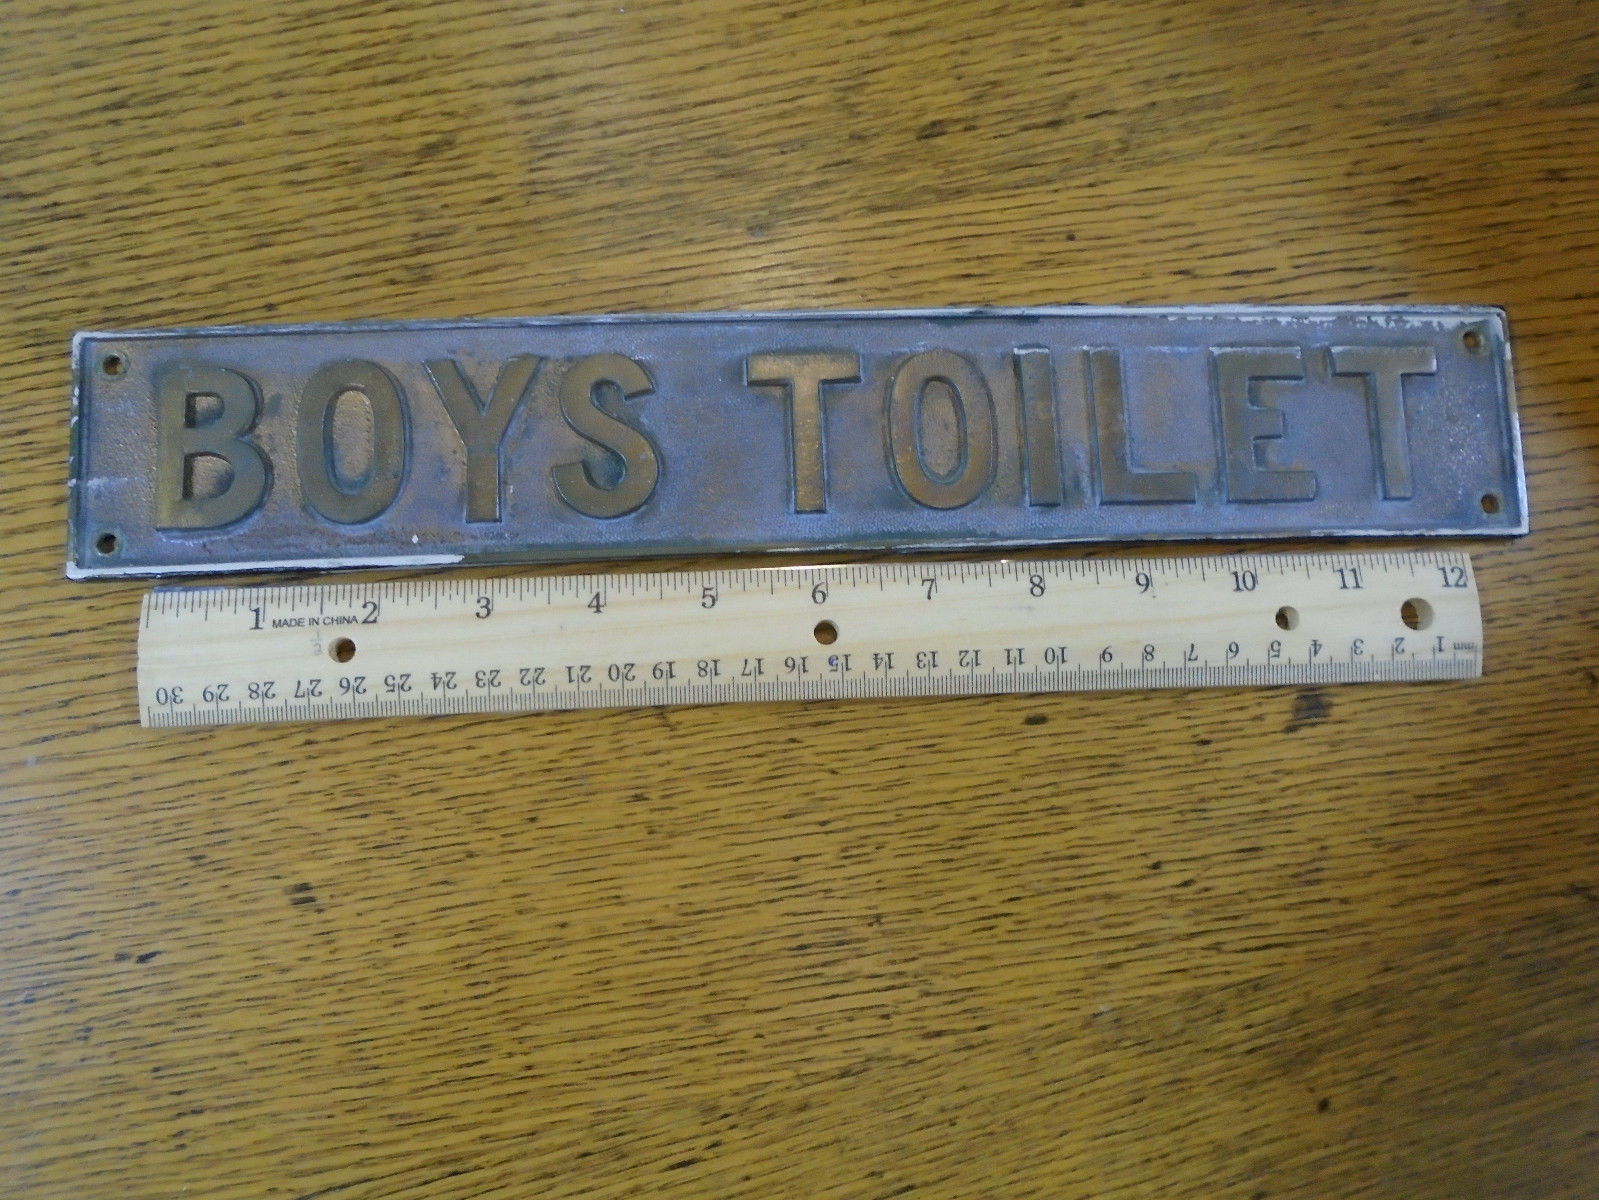 BOYS TOILET
1 2 3 4 5 6 7 8 9 10 11 12
MADE IN CHINA
30 29 28 27 26 25 24 23 22 21 20 19 18 17 16 15 14 13 12 11 10 9 8 7 6 5 4 3 2 1 mm